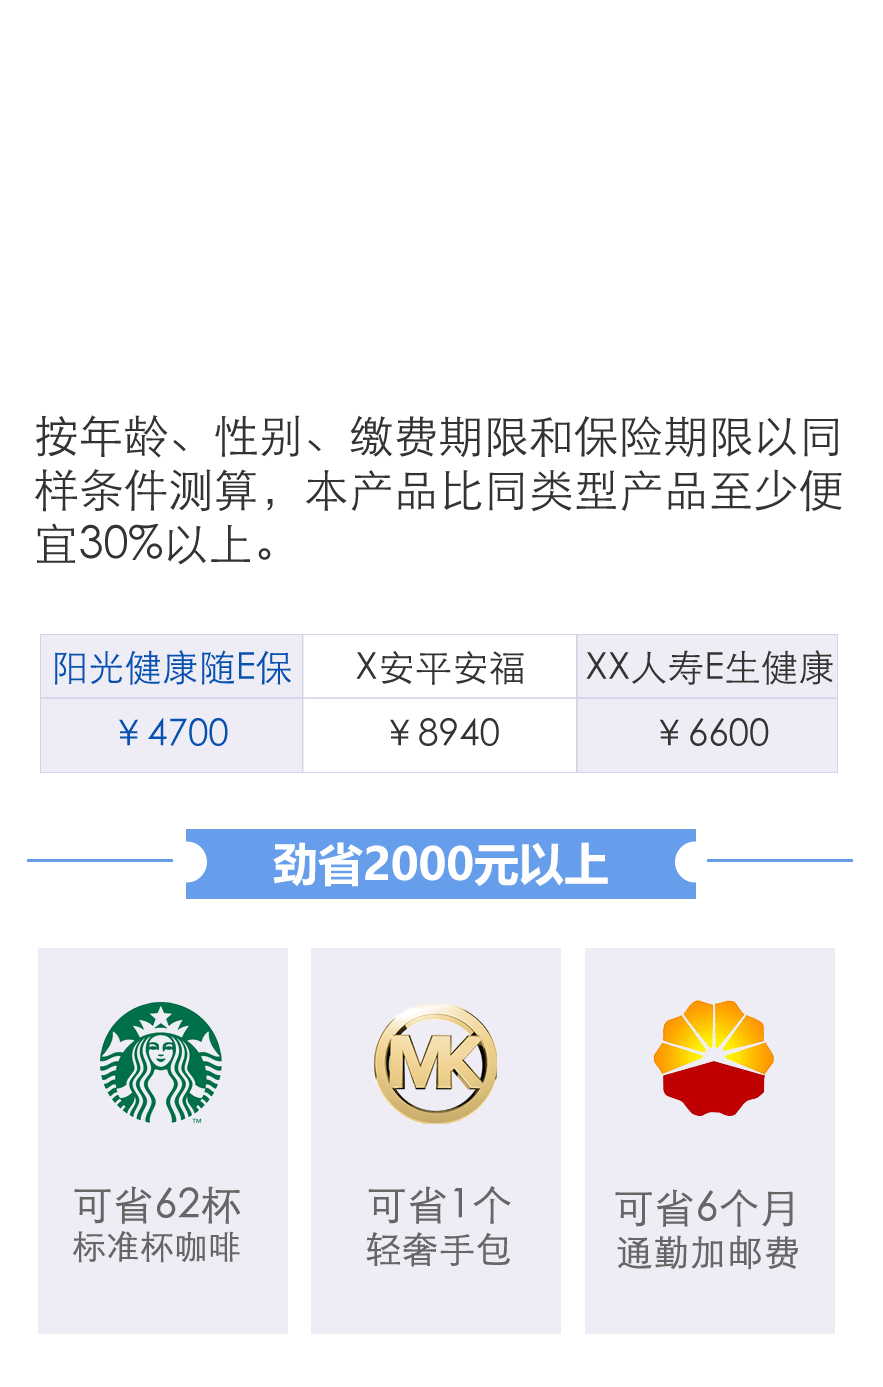 按年龄、性别、缴费期限和保险期限以同
样条件测算，本产品比同类型产品至少便
宜30%以上。
阳光健康随E保 X安平安福 XX人寿E生健康
￥4700 ￥8940 ￥6600
劲省2000元以上
TM
MK
可省62杯
标准杯咖啡
可省1个
轻奢手包
可省6个月
通勤加邮费